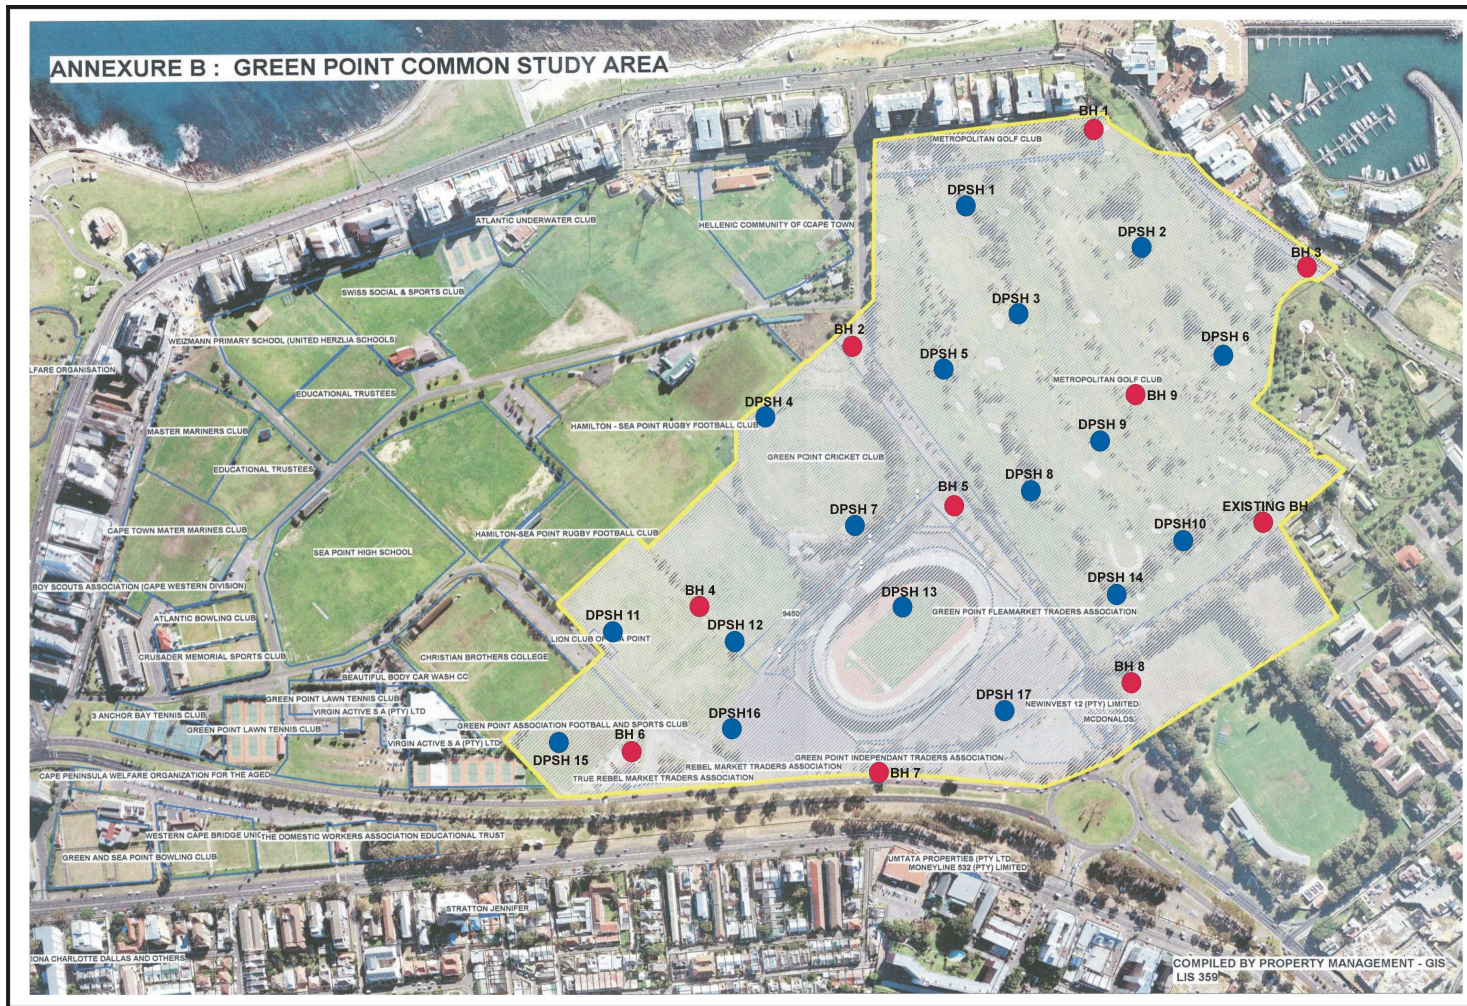 ANNEXURE B : GREEN POINT COMMON STUDY AREA
BH 1
METROPOLITAN GOLF CLUB
DPSH 1
ATLANTIC UNDERWATER CLUB
HELLENIC COMMUNITY OF CAPE TOWN
DPSH 2
BH 3
SWISS SOCIAL & SPORTS CLUB
DPSH 3
BH 2
WEIZMANN PRIMARY SCHOOL (UNITED HERZLIA SCHOOLS)
DPSH 6
DPSH 5
LFARE ORGANISATION
METROPOLITAN GOLF CLUB
EDUCATIONAL TRUSTEES
BH 9
DPSH 4
HAMILTON - SEA POINT RUGBY FOOTBALL CLUB
MASTER MARINERS CLUB
DPSH 9
GREEN POINT CRICKET CLUB
EDUCATIONAL TRUSTEES
DPSH 8
BH 5
EXISTING BH
CAPE TOWN MATER MARINES CLUB
DPSH 7
DPSH10
HAMILTON-SEA POINT RUGBY FOOTBALL CLUB
SEA POINT HIGH SCHOOL
DPSH 14
BOY SCOUTS ASSOCIATION (CAPE WESTERN DIVISION)
BH 4
DPSH 13
GREEN POINT FLEAMARKET TRADERS ASSOCIATION
9450
DPSH 11
ATLANTIC BOWLING CLUB
DPSH 12
LION CLUB OF A POINT
CRUSADER MEMORIAL SPORTS CLUB
CHRISTIAN BROTHERS COLLEGE
BH 8
BEAUTIFUL BODY CAR WASH CC
DPSH 17
GREEN POINT LAWN TENNIS CLUB
NEWINVEST 12 (PTY) LIMITED
VIRGIN ACTIVE S A (PTY) LTD
DPSH16
3 ANCHOR BAY TENNIS CLUB
MCDONALDS
GREEN POINT ASSOCIATION FOOTBALL AND SPORTS CLUB
GREEN POINT LAWN TENNIS CLUB
BH 6
VIRGIN ACTIVE S A (PTY) LTD
DPSH 15
GREEN POINT INDEPENDANT TRADERS ASSOCIATION
REBEL MARKET TRADERS ASSOCIATION
BH 7
CAPE PENINSULA WELFARE ORGANIZATION FOR THE AGED
TRUE REBEL MARKET TRADERS ASSOCIATION
WESTERN CAPE BRIDGE UNIC
THE DOMESTIC WORKERS ASSOCIATION EDUCATIONAL TRUST
GREEN AND SEA POINT BOWLING CLUB
UMTATA PROPERTIES (PTY LTD
MONEYLINE 532 (PTY) LIMITED
STRATTON JENNIFER
IONA CHARLOTTE DALLAS AND OTHERS
COMPILED BY PROPERTY MANAGEMENT - GIS
LIS 359